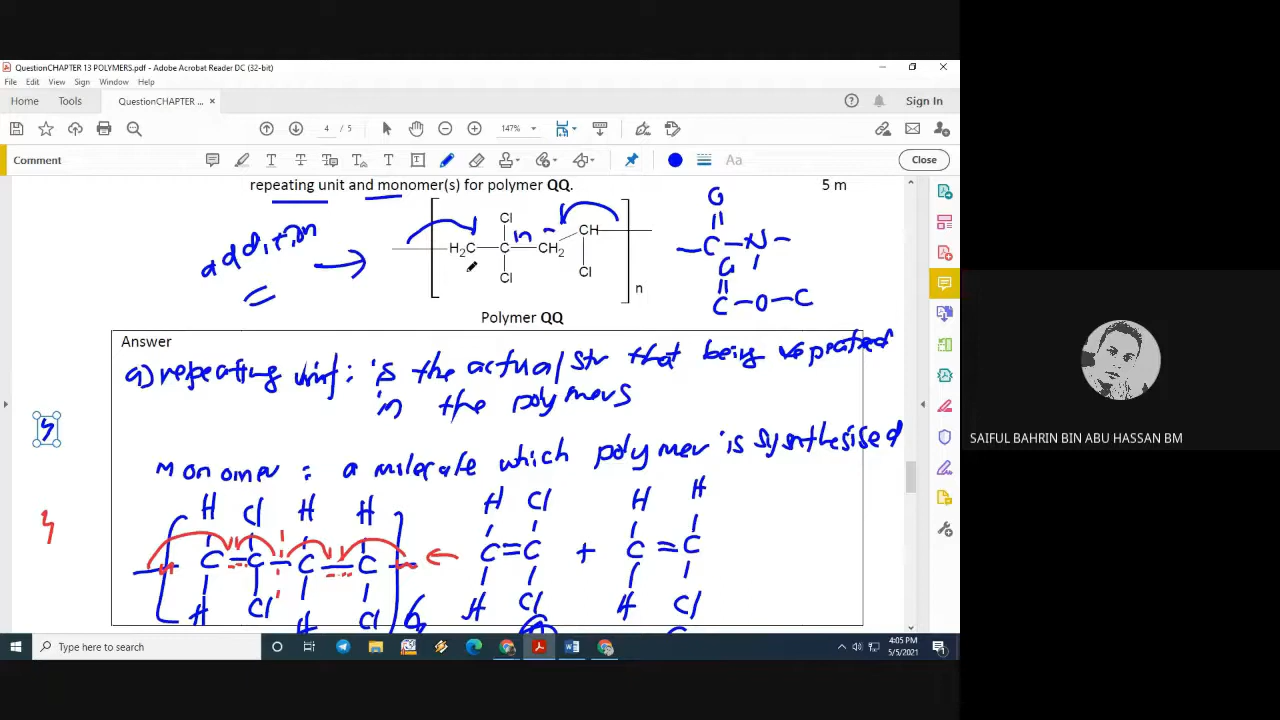 QuestionCHAPTER 13 POLYMERS.pdf - Adobe Acrobat Reader DC (32-bit)
File Edit View Sign Window Help
Home Tools QuestionCHAPTER ... × Sign In
4 / 5 147%
Comment Aa Close
repeating unit and monomer(s) for polymer QQ. 5 m
addition
Cl
H2C C CH2 CH
Cl Cl
n
O
C N
C O C
Polymer QQ
Answer
a) repeating unit : is the actual str that being repeated
in the polymers
monomer : a molecule which polymer is synthesised
H Cl H H H Cl H H
C C C C C = C + C = C
H Cl H Cl H Cl H Cl
SAIFUL BAHRIN BIN ABU HASSAN BM
Type here to search
4:05 PM
5/5/2021